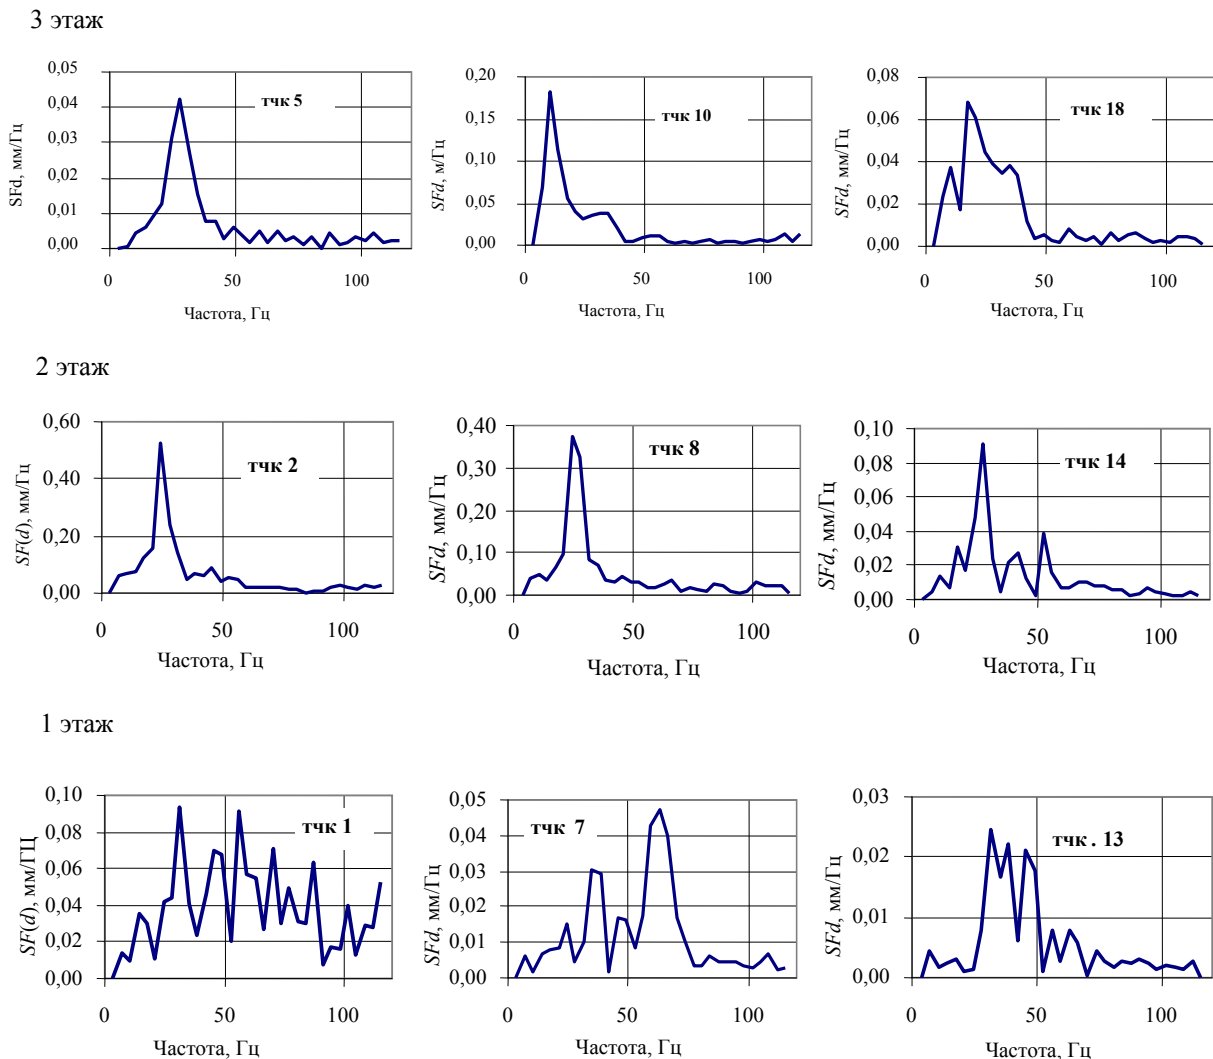 3 этаж
0,05
0,04
0,03
0,02
0,01
0,00
SFd, мм/Гц
тчк 5
0
50
100
Частота, Гц
0,20
0,15
0,10
0,05
0,00
SFd, м/Гц
тчк 10
0
50
100
Частота, Гц
0,08
0,06
0,04
0,02
0,00
SFd, мм/Гц
тчк 18
0
50
100
Частота, Гц
2 этаж
0,60
0,40
0,20
0,00
SF(d), мм/Гц
тчк 2
0
50
100
Частота, Гц
0,40
0,30
0,20
0,10
0,00
SFd, мм/Гц
тчк 8
0
50
100
Частота, Гц
0,10
0,08
0,06
0,04
0,02
0,00
SFd, мм/Гц
тчк 14
0
50
100
Частота, Гц
1 этаж
0,10
0,08
0,06
0,04
0,02
0,00
SF(d), мм/ГЦ
тчк 1
0
50
100
Частота, Гц
0,05
0,04
0,03
0,02
0,01
0,00
SFd, мм/Гц
тчк 7
0
50
100
Частота, Гц
0,03
0,02
0,01
0,00
SFd, мм/Гц
тчк . 13
0
50
100
Частота, Гц